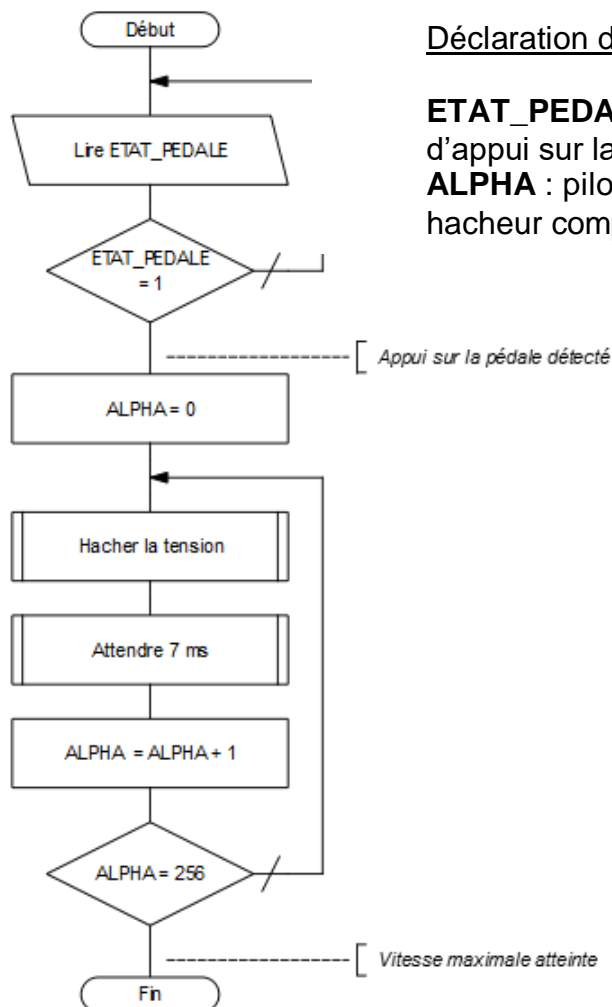 Début
Déclaration d
ETAT_PEDA
d'appui sur la
ALPHA : pilo
hacheur com
Lire ETAT_PEDALE
ETAT_PEDALE
= 1
Appui sur la pédale détecté
ALPHA = 0
Hacher la tension
Attendre 7 ms
ALPHA = ALPHA + 1
ALPHA = 256
Vitesse maximale atteinte
Fin